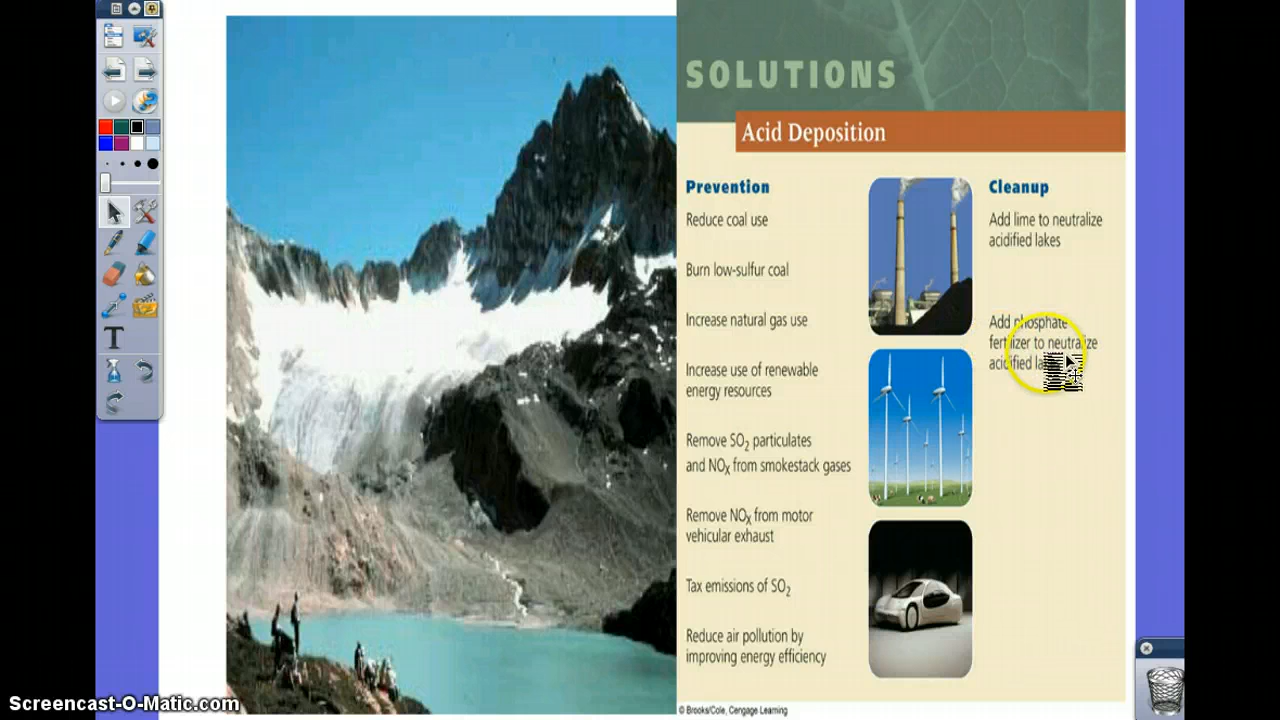 SOLUTIONS
Acid Deposition
Prevention
Reduce coal use
Burn low-sulfur coal
Increase natural gas use
Increase use of renewable
energy resources
Remove SO2 particulates
and NOX from smokestack gases
Remove NOX from motor
vehicular exhaust
Tax emissions of SO2
Reduce air pollution by
improving energy efficiency
Cleanup
Add lime to neutralize
acidified lakes
Add phosphate
fertilizer to neutralize
acidified
© Brooks/Cole, Cengage Learning
T
Screencast-O-Matic.com